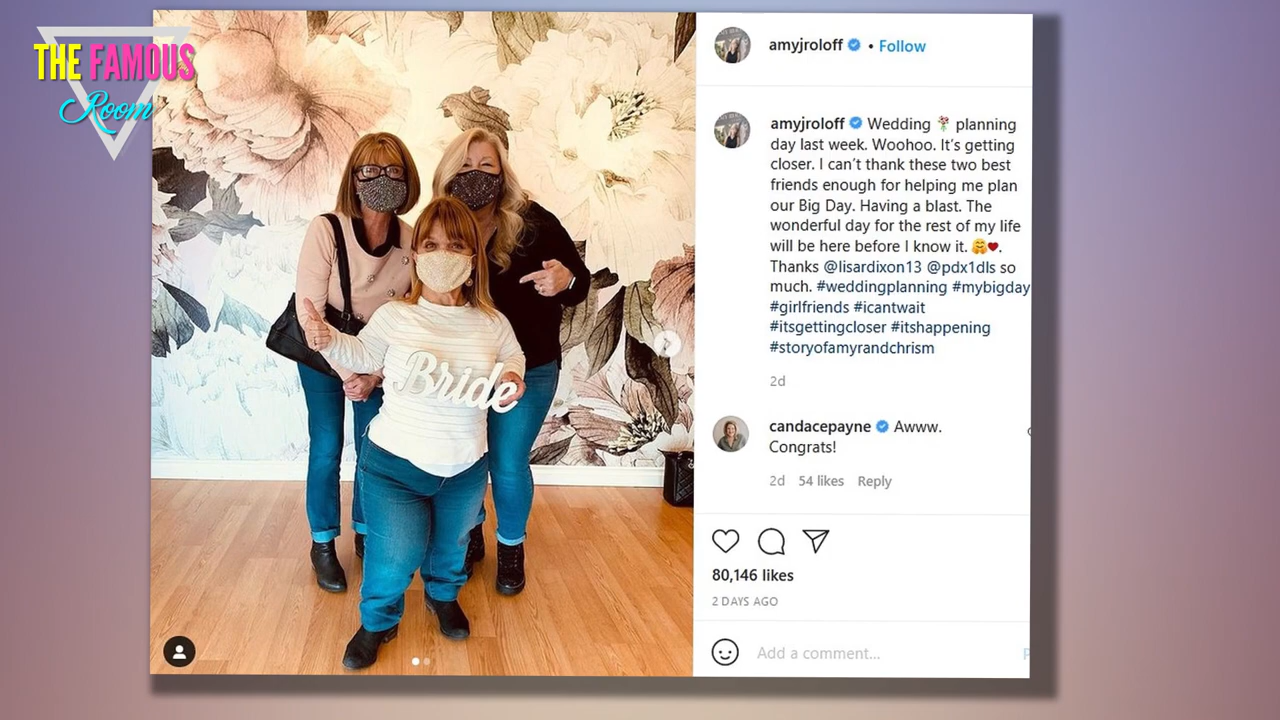 THE FAMOUS
Room
Bride
amyjroloff • Follow
amyjroloff Wedding 💐 planning
day last week. Woohoo. It's getting
closer. I can't thank these two best
friends enough for helping me plan
our Big Day. Having a blast. The
wonderful day for the rest of my life
will be here before I know it. 🤗♥️.
Thanks @lisardixon13 @pdx1dls so
much. #weddingplanning #mybigday
#girlfriends #icantwait
#itsgettingcloser #itshappening
#storyofamyrandchrism
2d
candacepayne Awww.
Congrats!
2d 54 likes Reply
80,146 likes
2 DAYS AGO
Add a comment...